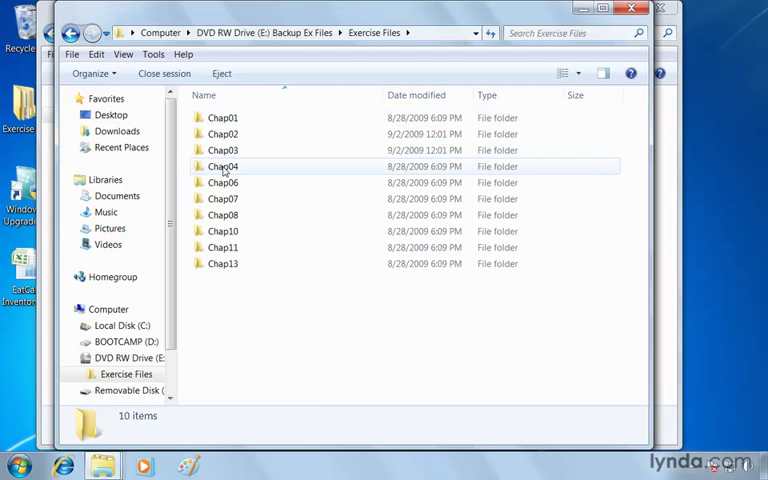 Recycle
Exercise
Windows
Upgrade
EatCa
Inventor
Computer DVD RW Drive (E:) Backup Ex Files Exercise Files
Search Exercise Files
File Edit View Tools Help
Organize Close session Eject
Name Date modified Type Size
Chap01 8/28/2009 6:09 PM File folder
Chap02 9/2/2009 12:01 PM File folder
Chap03 9/2/2009 12:01 PM File folder
Chap04 8/28/2009 6:09 PM File folder
Chap06 8/28/2009 6:09 PM File folder
Chap07 8/28/2009 6:09 PM File folder
Chap08 8/28/2009 6:09 PM File folder
Chap10 8/28/2009 6:09 PM File folder
Chap11 8/28/2009 6:09 PM File folder
Chap13 8/28/2009 6:09 PM File folder
Favorites
Desktop
Downloads
Recent Places
Libraries
Documents
Music
Pictures
Videos
Homegroup
Computer
Local Disk (C:)
BOOTCAMP (D:)
DVD RW Drive (E:
Exercise Files
Removable Disk (
10 items
lynda.com